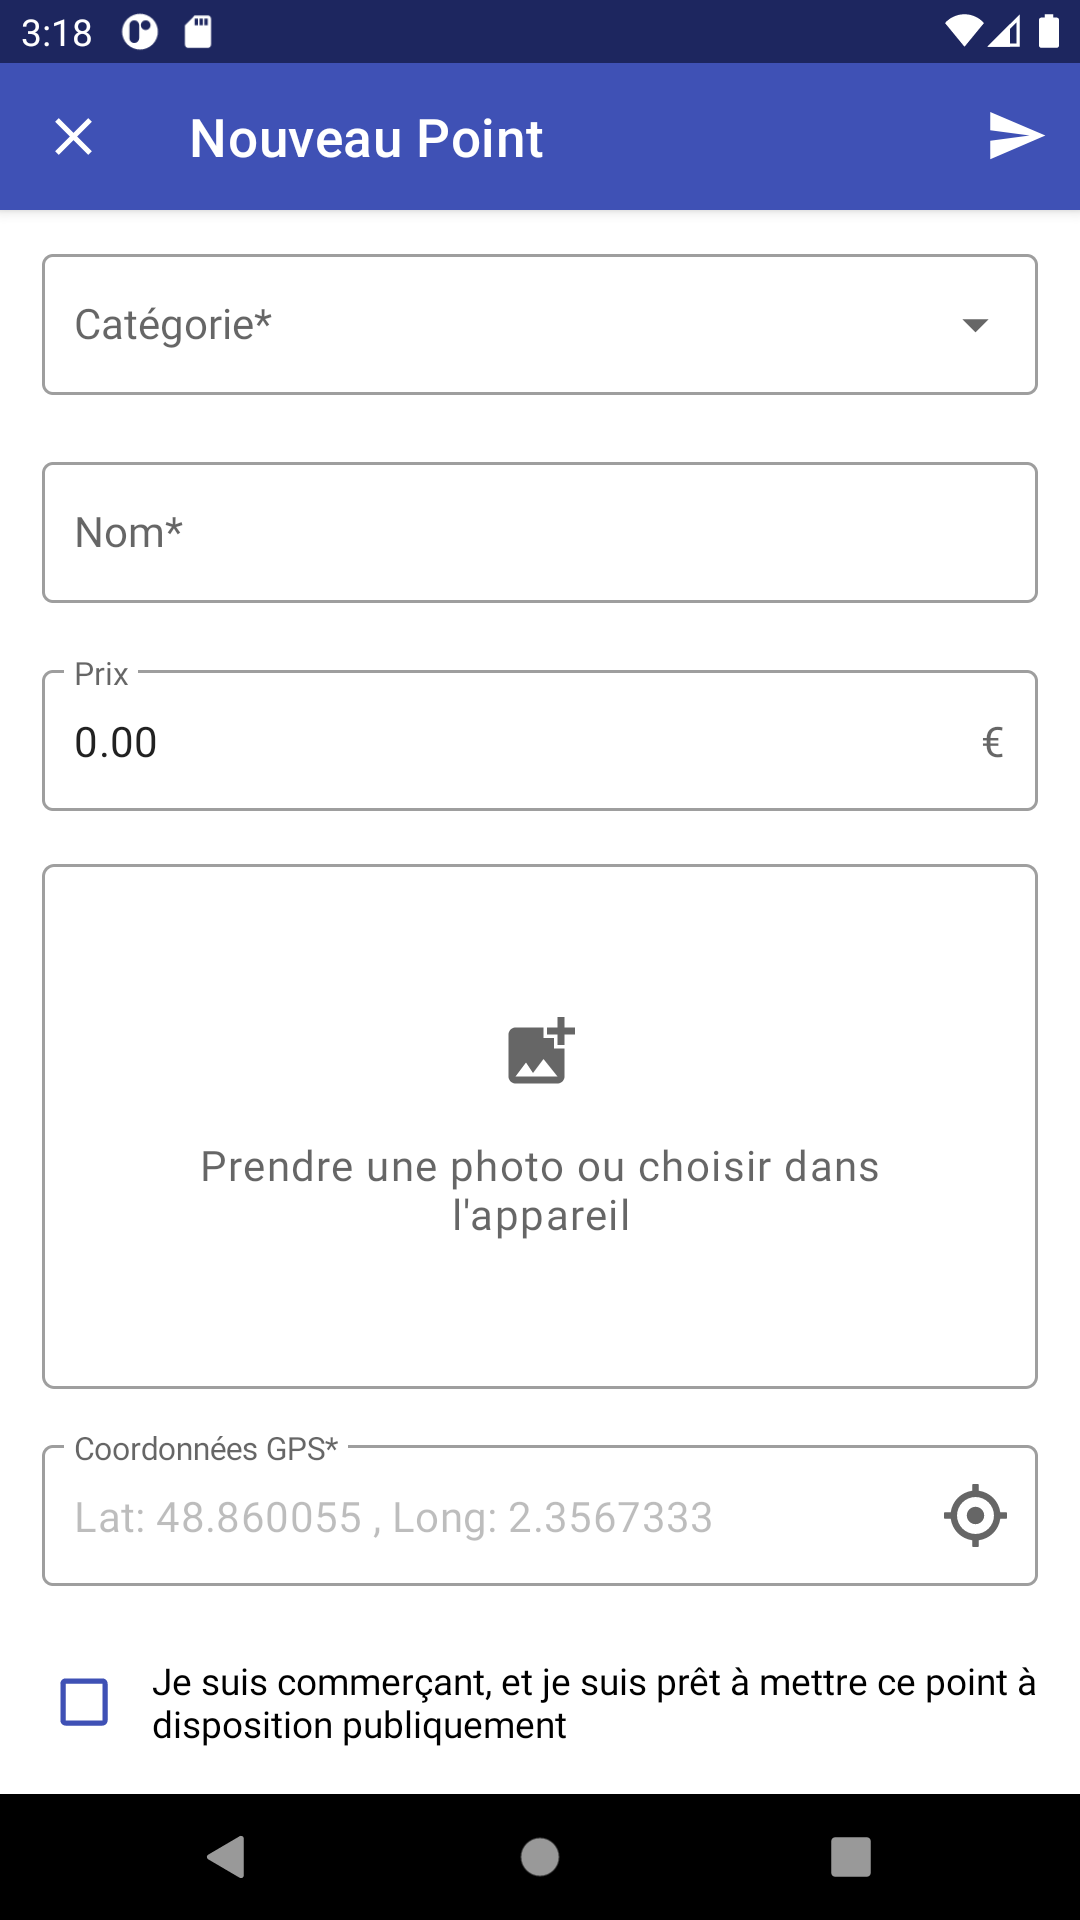 3:18
Nouveau Point
Catégorie*
Nom*
Prix
0.00 €
Prendre une photo ou choisir dans
l'appareil
Coordonnées GPS*
Lat: 48.860055 , Long: 2.3567333
Je suis commerçant, et je suis prêt à mettre ce point à
disposition publiquement